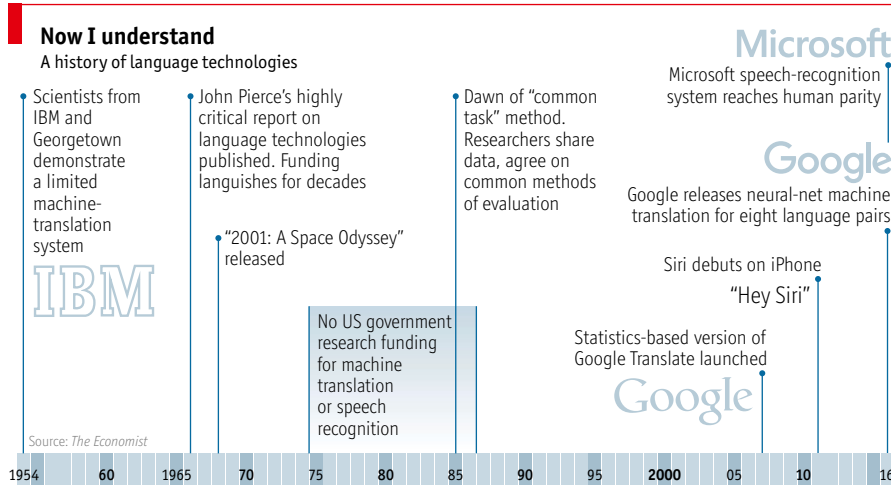 Now I understand
A history of language technologies
Scientists from
IBM and
Georgetown
demonstrate
a limited
machine-
translation
system
IBM
John Pierce's highly
critical report on
language technologies
published. Funding
languishes for decades
"2001: A Space Odyssey"
released
No US government
research funding
for machine
translation
or speech
recognition
Dawn of "common
task" method.
Researchers share
data, agree on
common methods
of evaluation
Microsoft
Microsoft speech-recognition
system reaches human parity
Google
Google releases neural-net machine
translation for eight language pairs
Siri debuts on iPhone
"Hey Siri"
Statistics-based version of
Google Translate launched
Google
Source: The Economist
1954 60 1965 70 75 80 85 90 95 2000 05 10 16